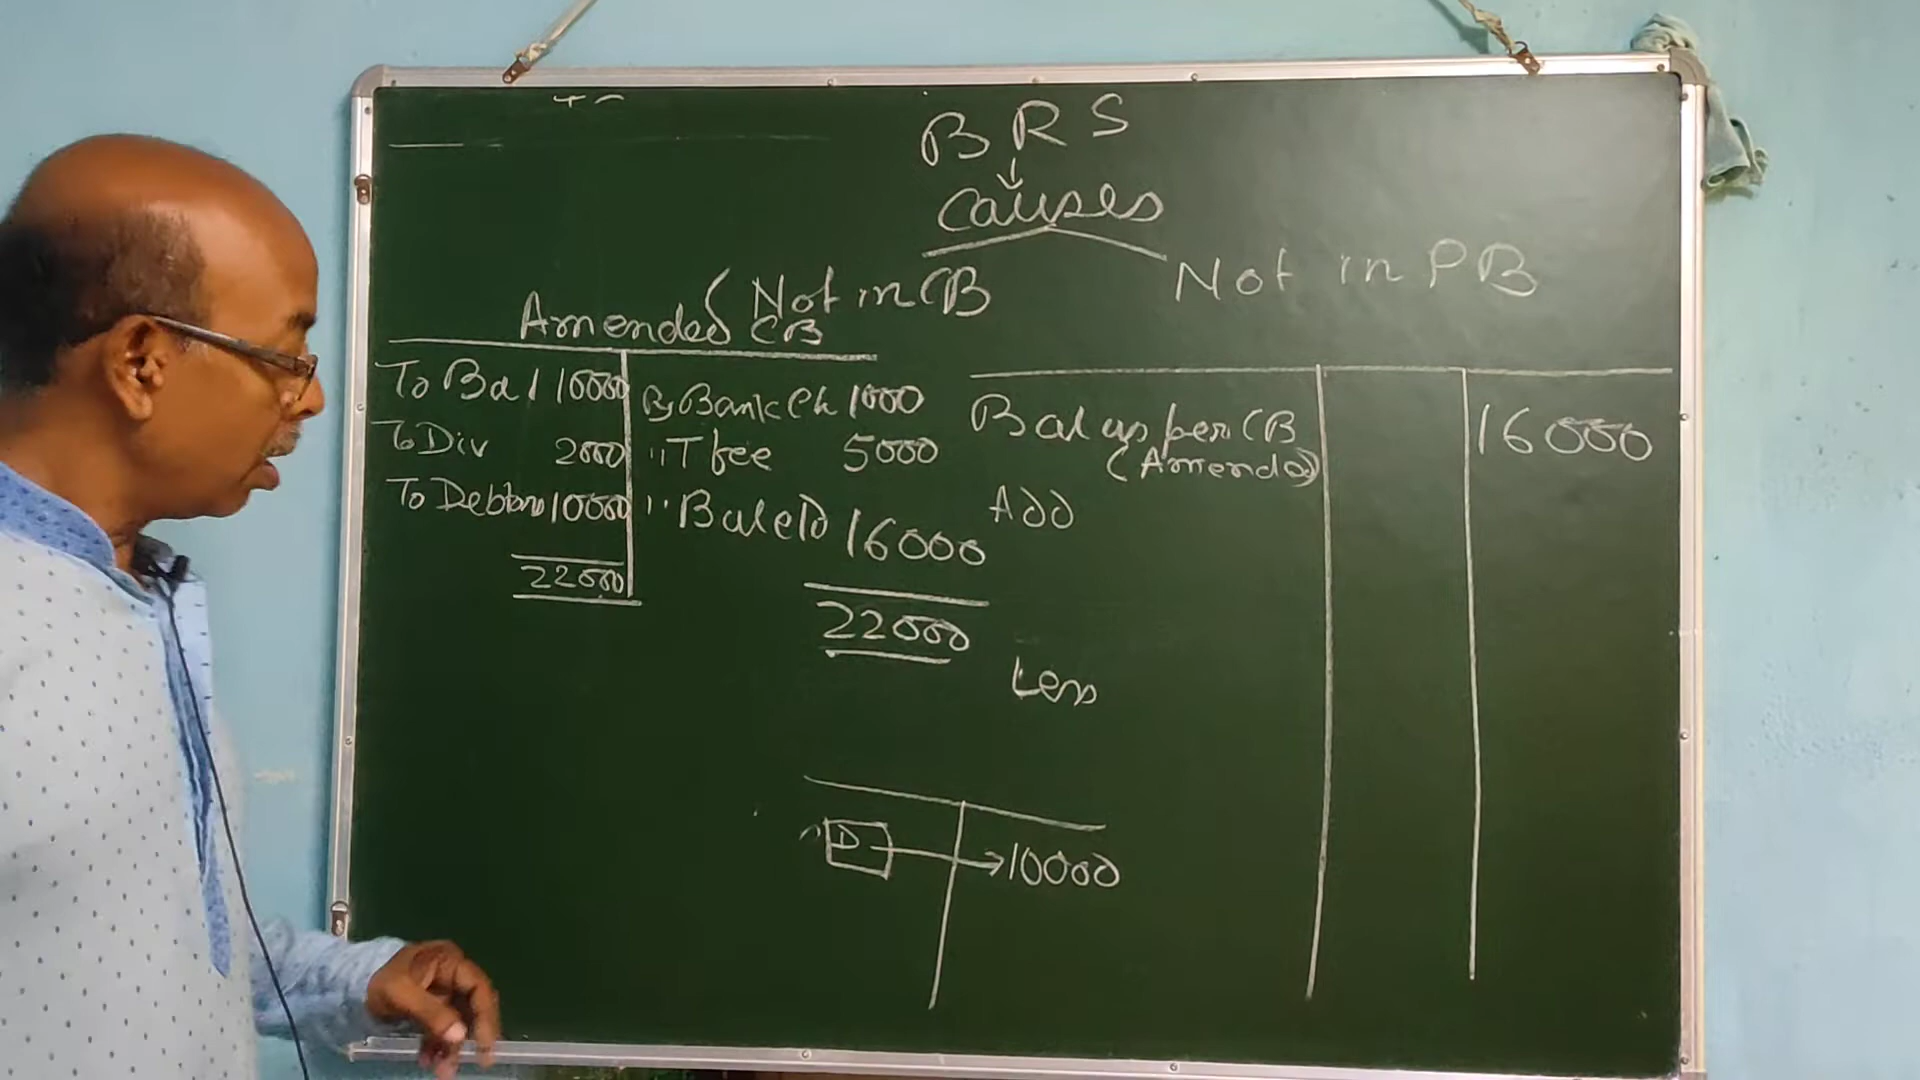 BRS
causes
Not in CB
Not in PB
Amended CB
To Bal 10000
By Bank Ch 1000
To Div 2000
" T fee 5000
To Debtors 10000
" Bal c/d 16000
22000
22000
Bal as per CB 16000
(Amended)
Add
Less
D 10000